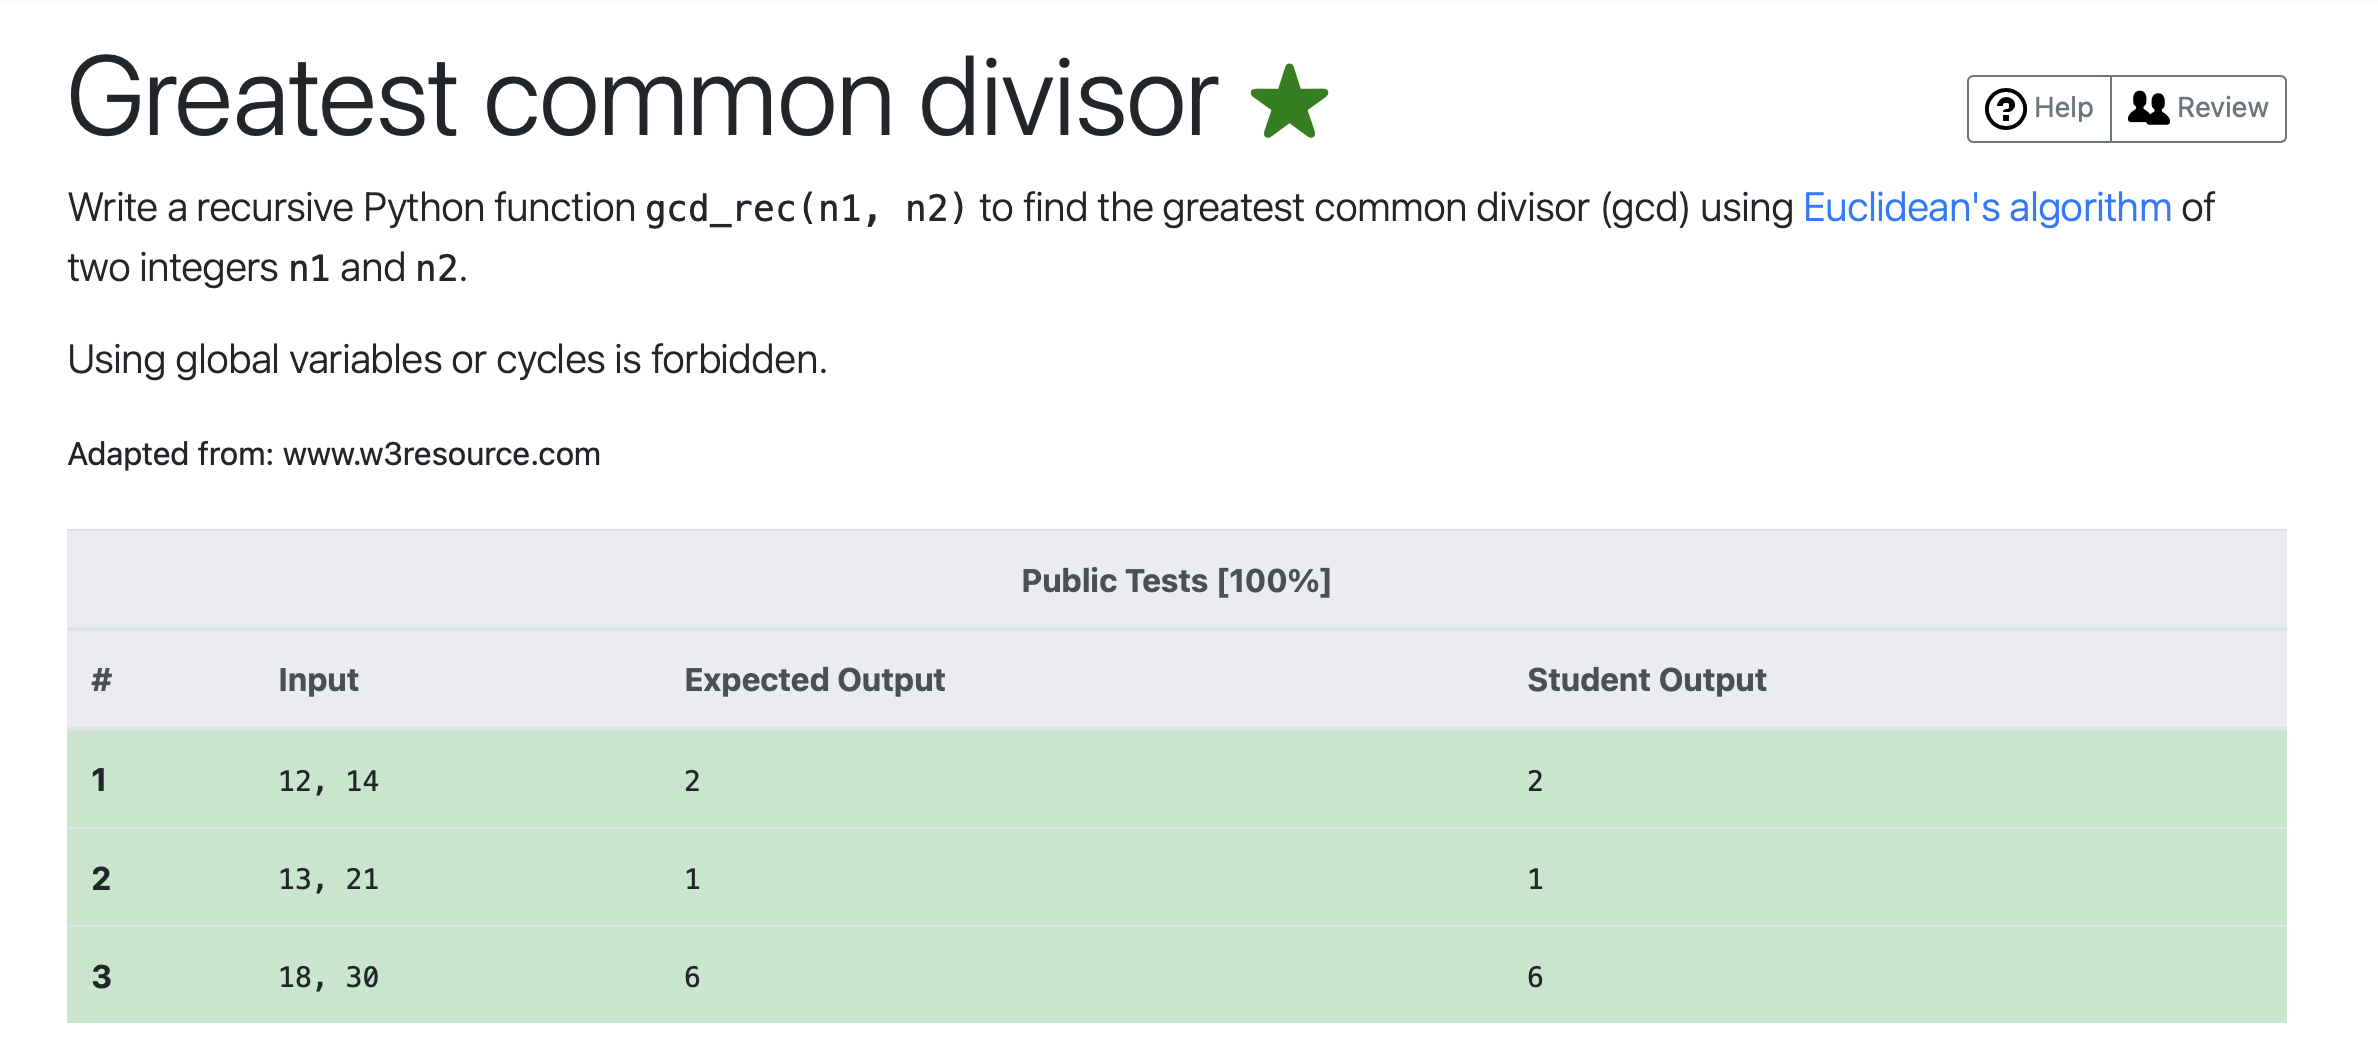 Greatest common divisor
Help
Review
Write a recursive Python function gcd_rec(n1, n2) to find the greatest common divisor (gcd) using Euclidean's algorithm of
two integers n1 and n2.
Using global variables or cycles is forbidden.
Adapted from: www.w3resource.com
Public Tests [100%]
# Input Expected Output Student Output
1 12, 14 2 2
2 13, 21 1 1
3 18, 30 6 6